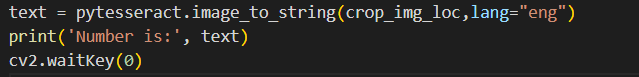 text = pytesseract.image_to_string(crop_img_loc,lang="eng")
print('Number is:', text)
cv2.waitKey(0)